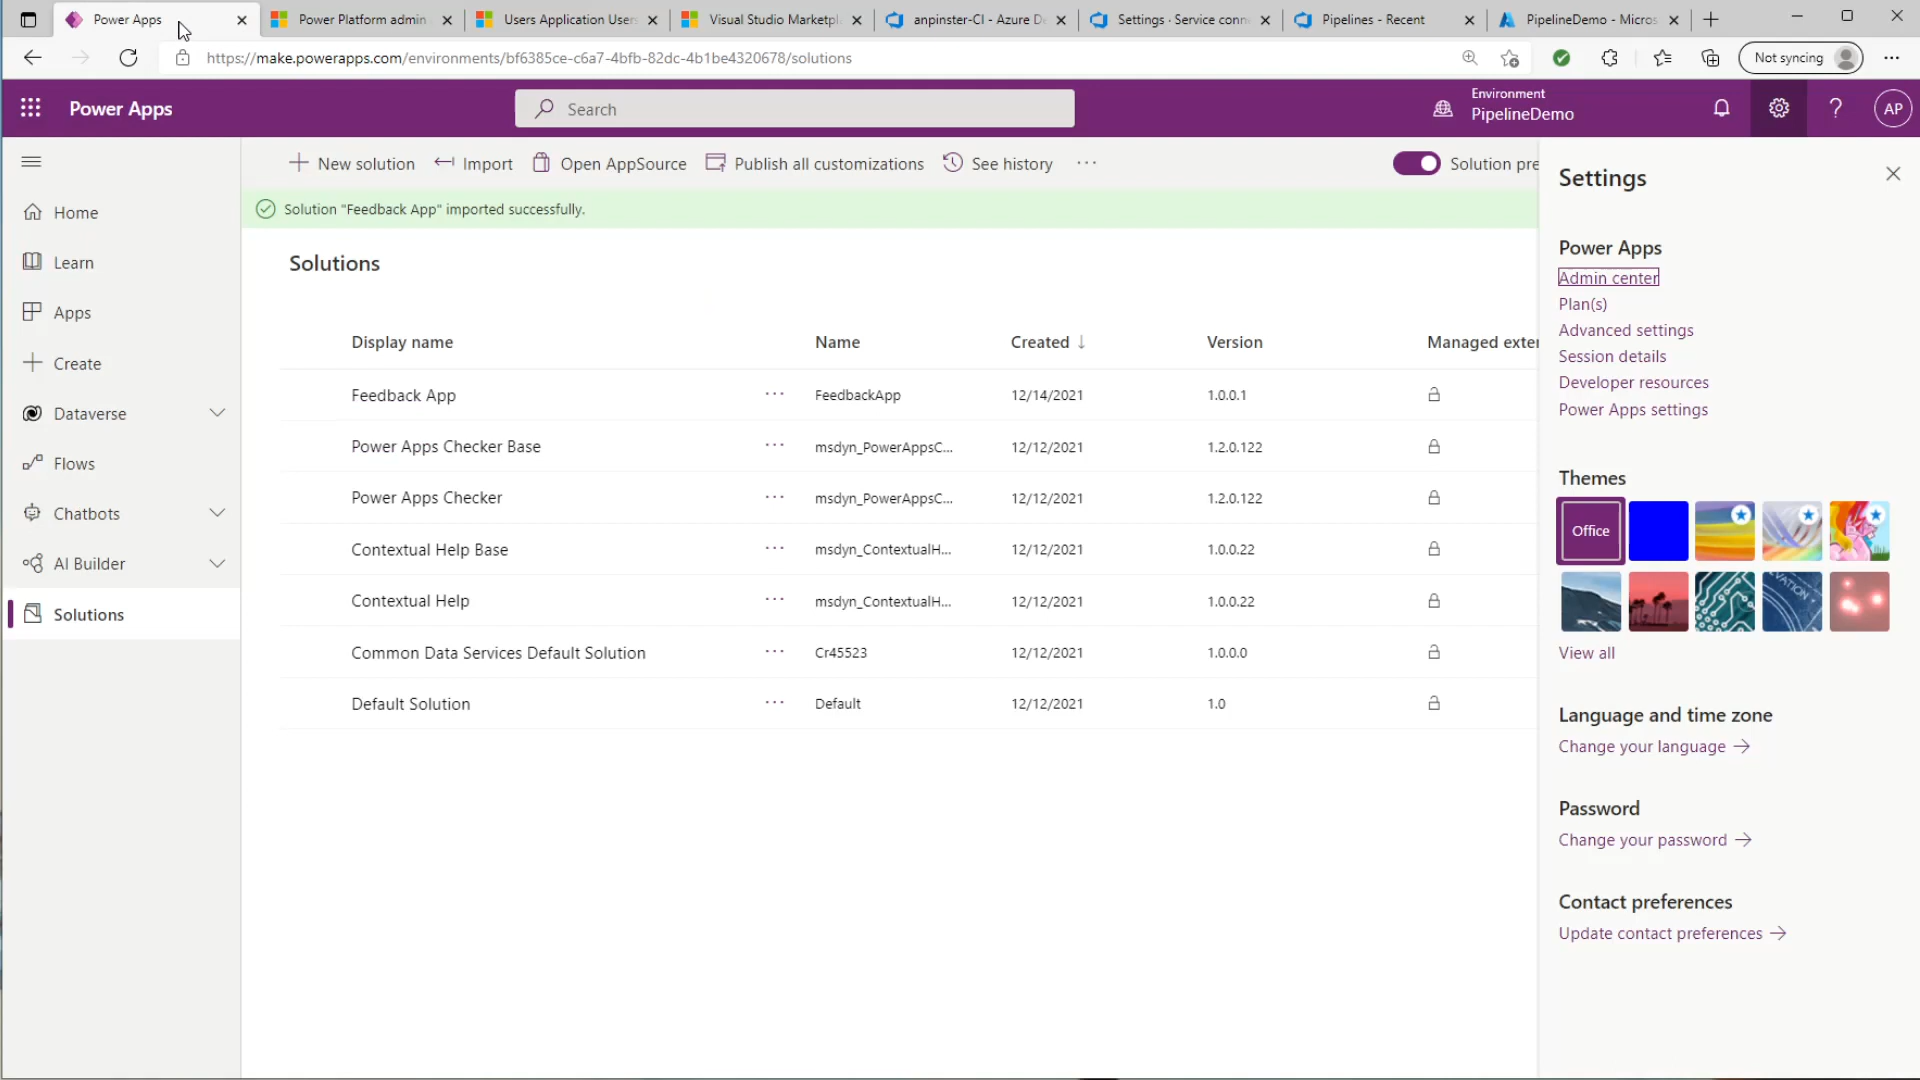 Power Apps
Power Platform admin
Users Application User
Visual Studio Marketpl
anpinster-CI - Azure De
Settings · Service conn
Pipelines - Recent
PipelineDemo - Micros
https://make.powerapps.com/environments/bf6385ce-c6a7-4bfb-82dc-4b1be4320678/solutions
Not syncing
Power Apps
Search
Environment
PipelineDemo
?
AP
New solution
Import
Open AppSource
Publish all customizations
See history
Solution pre
Solution "Feedback App" imported successfully.
Home
Learn
Apps
Create
Dataverse
Flows
Chatbots
AI Builder
Solutions
Solutions
Display name Name Created ↓ Version Managed exter
Feedback App ··· FeedbackApp 12/14/2021 1.0.0.1
Power Apps Checker Base ··· msdyn_PowerAppsC... 12/12/2021 1.2.0.122
Power Apps Checker ··· msdyn_PowerAppsC... 12/12/2021 1.2.0.122
Contextual Help Base ··· msdyn_ContextualH... 12/12/2021 1.0.0.22
Contextual Help ··· msdyn_ContextualH... 12/12/2021 1.0.0.22
Common Data Services Default Solution ··· Cr45523 12/12/2021 1.0.0.0
Default Solution ··· Default 12/12/2021 1.0
Settings
Power Apps
Admin center
Plan(s)
Advanced settings
Session details
Developer resources
Power Apps settings
Themes
Office
VATION
View all
Language and time zone
Change your language →
Password
Change your password →
Contact preferences
Update contact preferences →